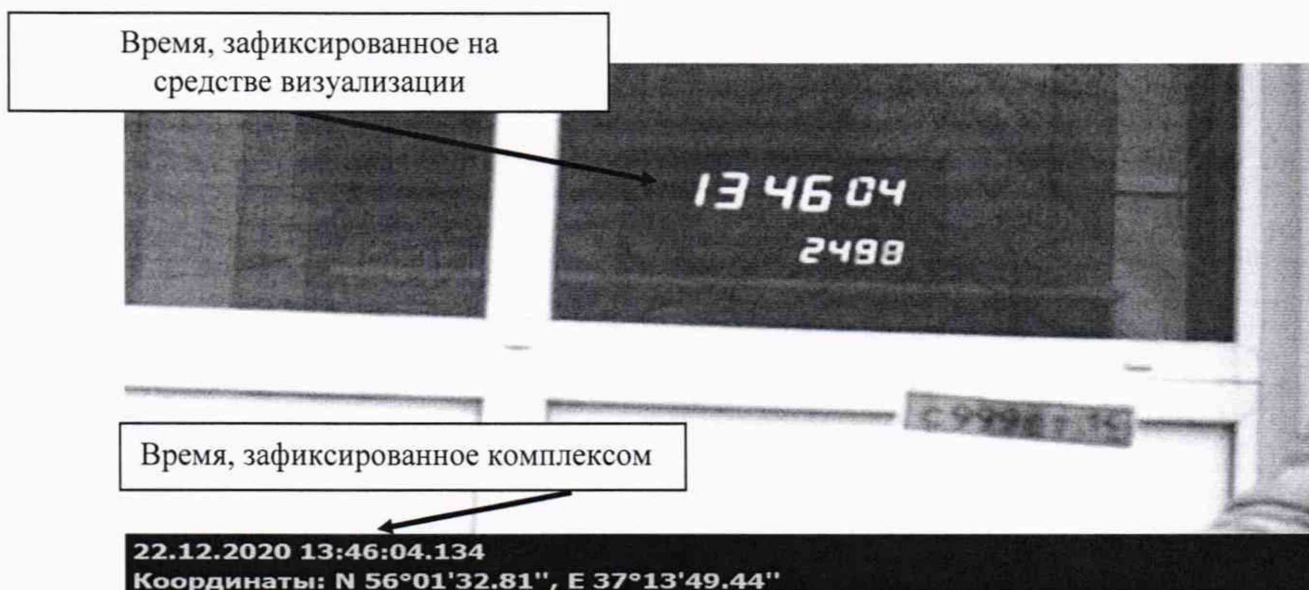 Время, зафиксированное на
средстве визуализации
13 46 04
2498
Время, зафиксированное комплексом
22.12.2020 13:46:04.134
Координаты: N 56°01'32.81'', E 37°13'49.44''